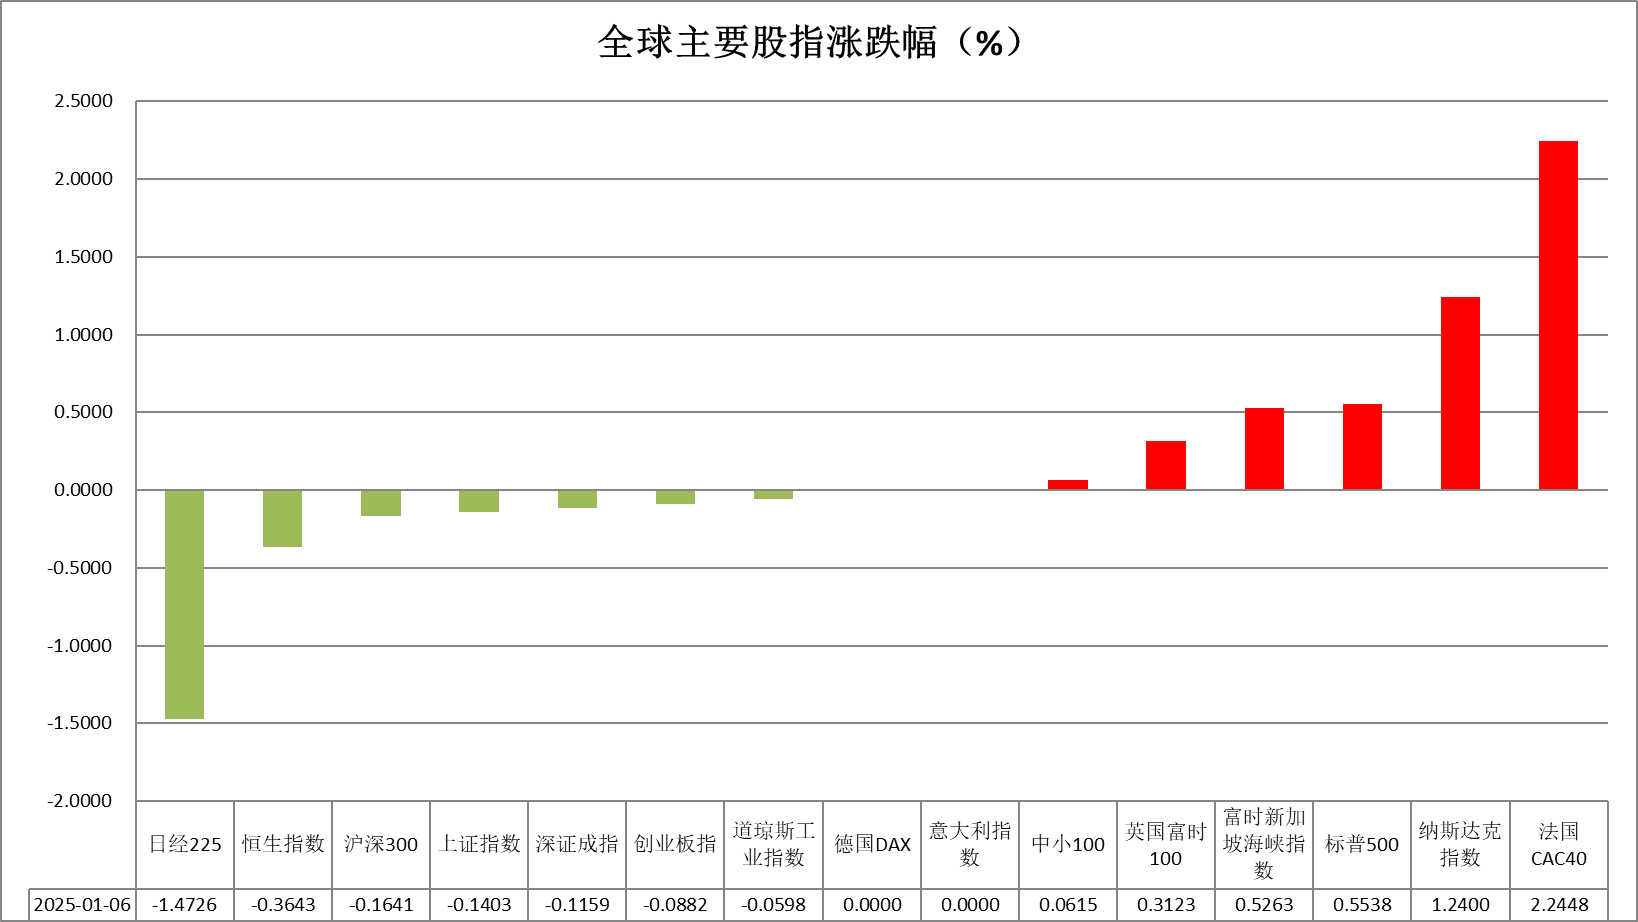 全球主要股指涨跌幅（%）
2.5000
2.0000
1.5000
1.0000
0.5000
0.0000
-0.5000
-1.0000
-1.5000
-2.0000
日经225
恒生指数
沪深300
上证指数
深证成指
创业板指
道琼斯工
业指数
德国DAX
意大利指
数
中小100
英国富时
100
富时新加
坡海峡指
数
标普500
纳斯达克
指数
法国
CAC40
2025-01-06 -1.4726 -0.3643 -0.1641 -0.1403 -0.1159 -0.0882 -0.0598 0.0000 0.0000 0.0615 0.3123 0.5263 0.5538 1.2400 2.2448